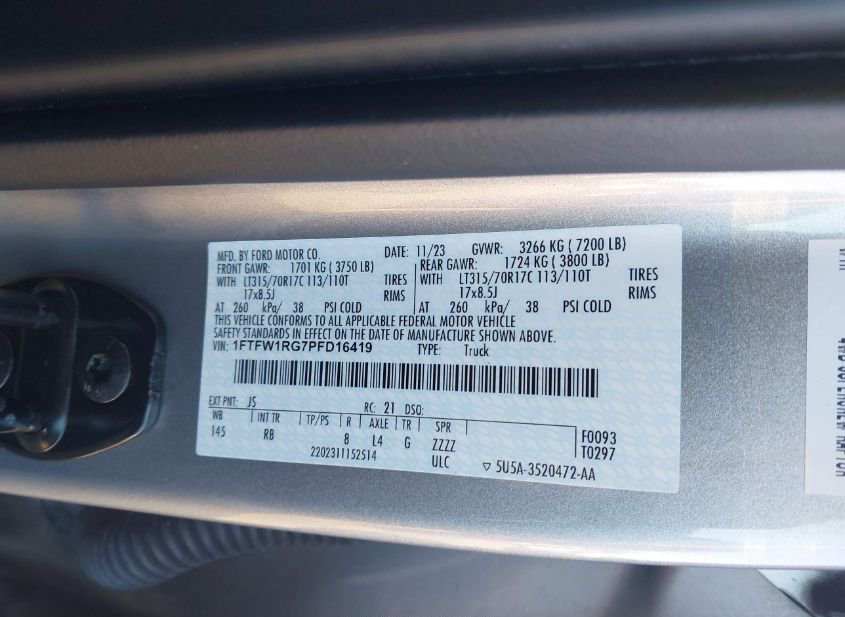 MFD. BY FORD MOTOR CO. DATE: 11/23 GVWR: 3266 KG ( 7200 LB)
FRONT GAWR: 1701 KG ( 3750 LB) REAR GAWR: 1724 KG ( 3800 LB)
WITH LT315/70R17C 113/110T TIRES WITH LT315/70R17C 113/110T TIRES
17x8.5J RIMS 17x8.5J RIMS
AT 260 kPa/ 38 PSI COLD AT 260 kPa/ 38 PSI COLD
THIS VEHICLE CONFORMS TO ALL APPLICABLE FEDERAL MOTOR VEHICLE
SAFETY STANDARDS IN EFFECT ON THE DATE OF MANUFACTURE SHOWN ABOVE.
VIN: 1FTFW1RG7PFD16419 TYPE: Truck
EXT PNT: JS RC: 21 DSO:
WB INT TR TP/PS R AXLE TR SPR
145 RB 8 L4 G ZZZZ F0093
2202311152514 ULC T0297
▽ 5U5A-3520472-AA